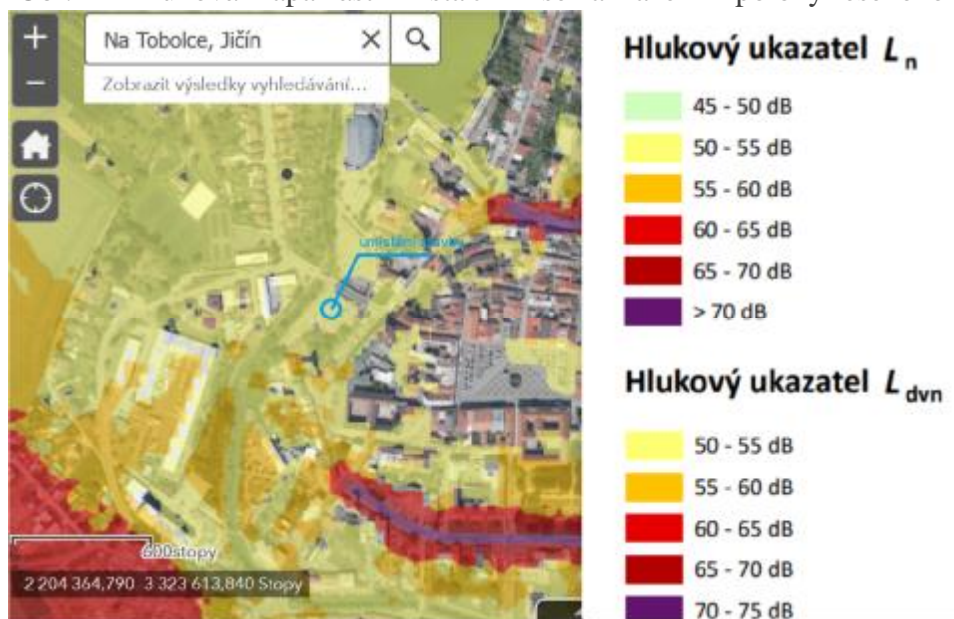 +
Na Tobolce, Jičín
Zobrazit výsledky vyhledávání...
−
umístění stavby
600stopy
2 204 364,790 3 323 613,840 Stopy
Hlukový ukazatel L n
45 - 50 dB
50 - 55 dB
55 - 60 dB
60 - 65 dB
65 - 70 dB
> 70 dB
Hlukový ukazatel L dvn
50 - 55 dB
55 - 60 dB
60 - 65 dB
65 - 70 dB
70 - 75 dB